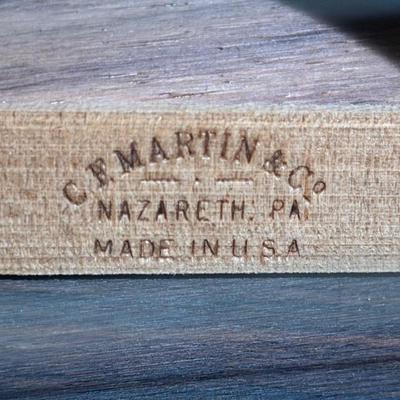 C.F. MARTIN & Co.
NAZARETH, PA.
MADE IN U.S.A